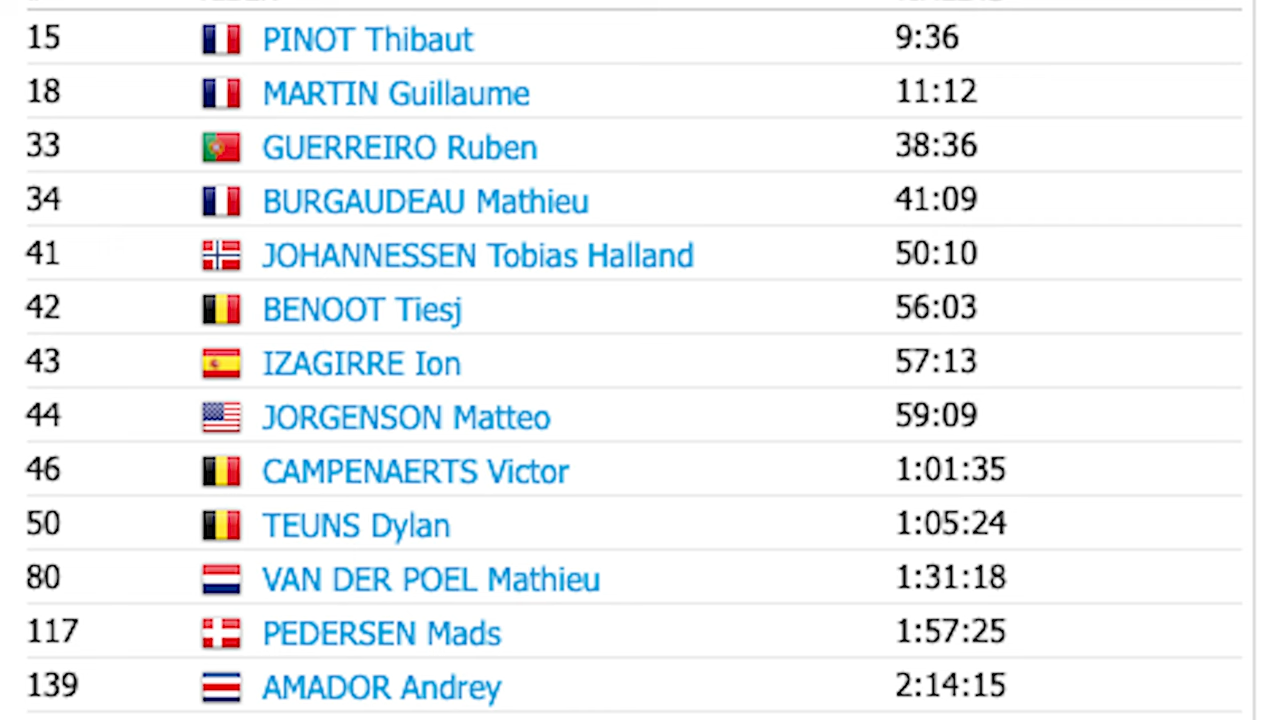 15 PINOT Thibaut 9:36
18 MARTIN Guillaume 11:12
33 GUERREIRO Ruben 38:36
34 BURGAUDEAU Mathieu 41:09
41 JOHANNESSEN Tobias Halland 50:10
42 BENOOT Tiesj 56:03
43 IZAGIRRE Ion 57:13
44 JORGENSON Matteo 59:09
46 CAMPENAERTS Victor 1:01:35
50 TEUNS Dylan 1:05:24
80 VAN DER POEL Mathieu 1:31:18
117 PEDERSEN Mads 1:57:25
139 AMADOR Andrey 2:14:15